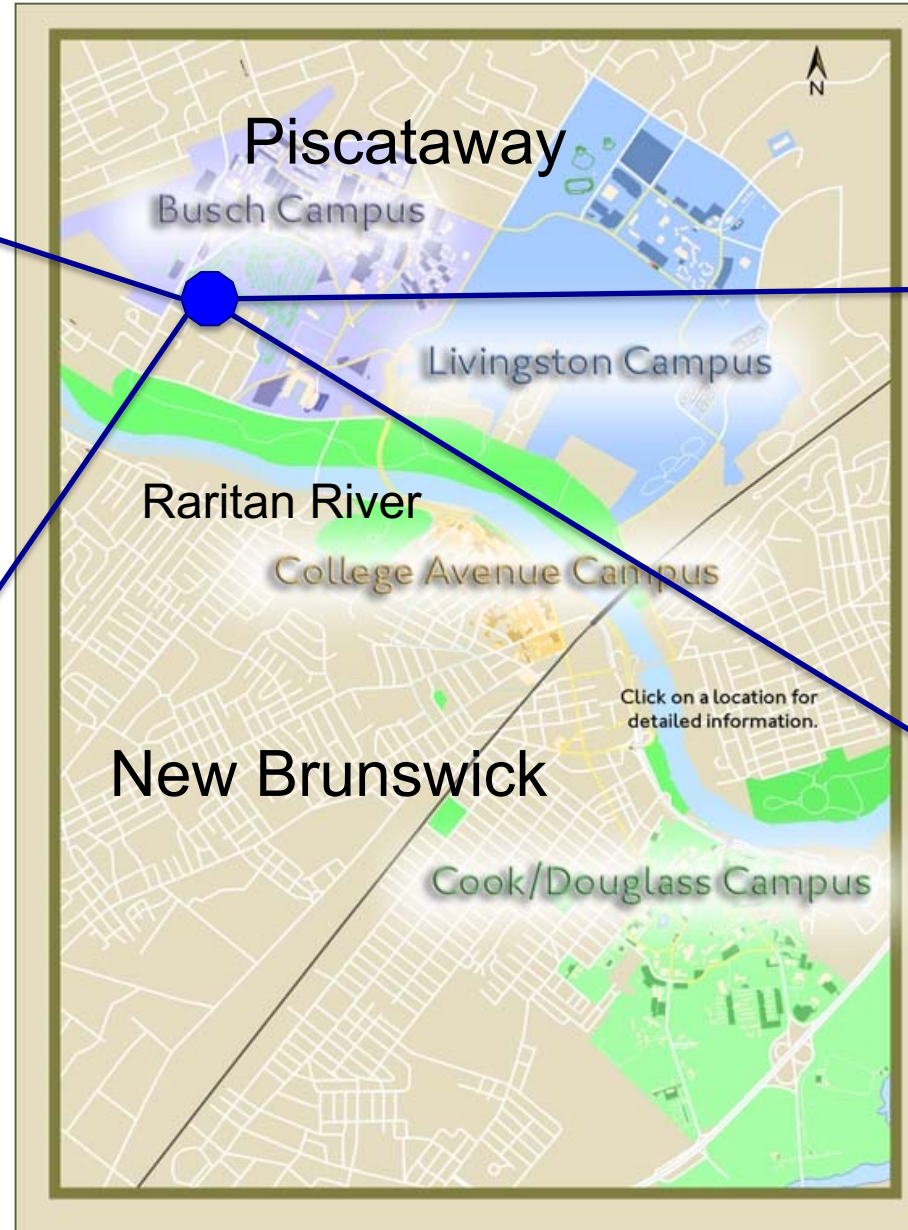 N
Piscataway
Busch Campus
Livingston Campus
Raritan River
College Avenue Campus
Click on a location for
detailed information.
New Brunswick
Cook/Douglass Campus